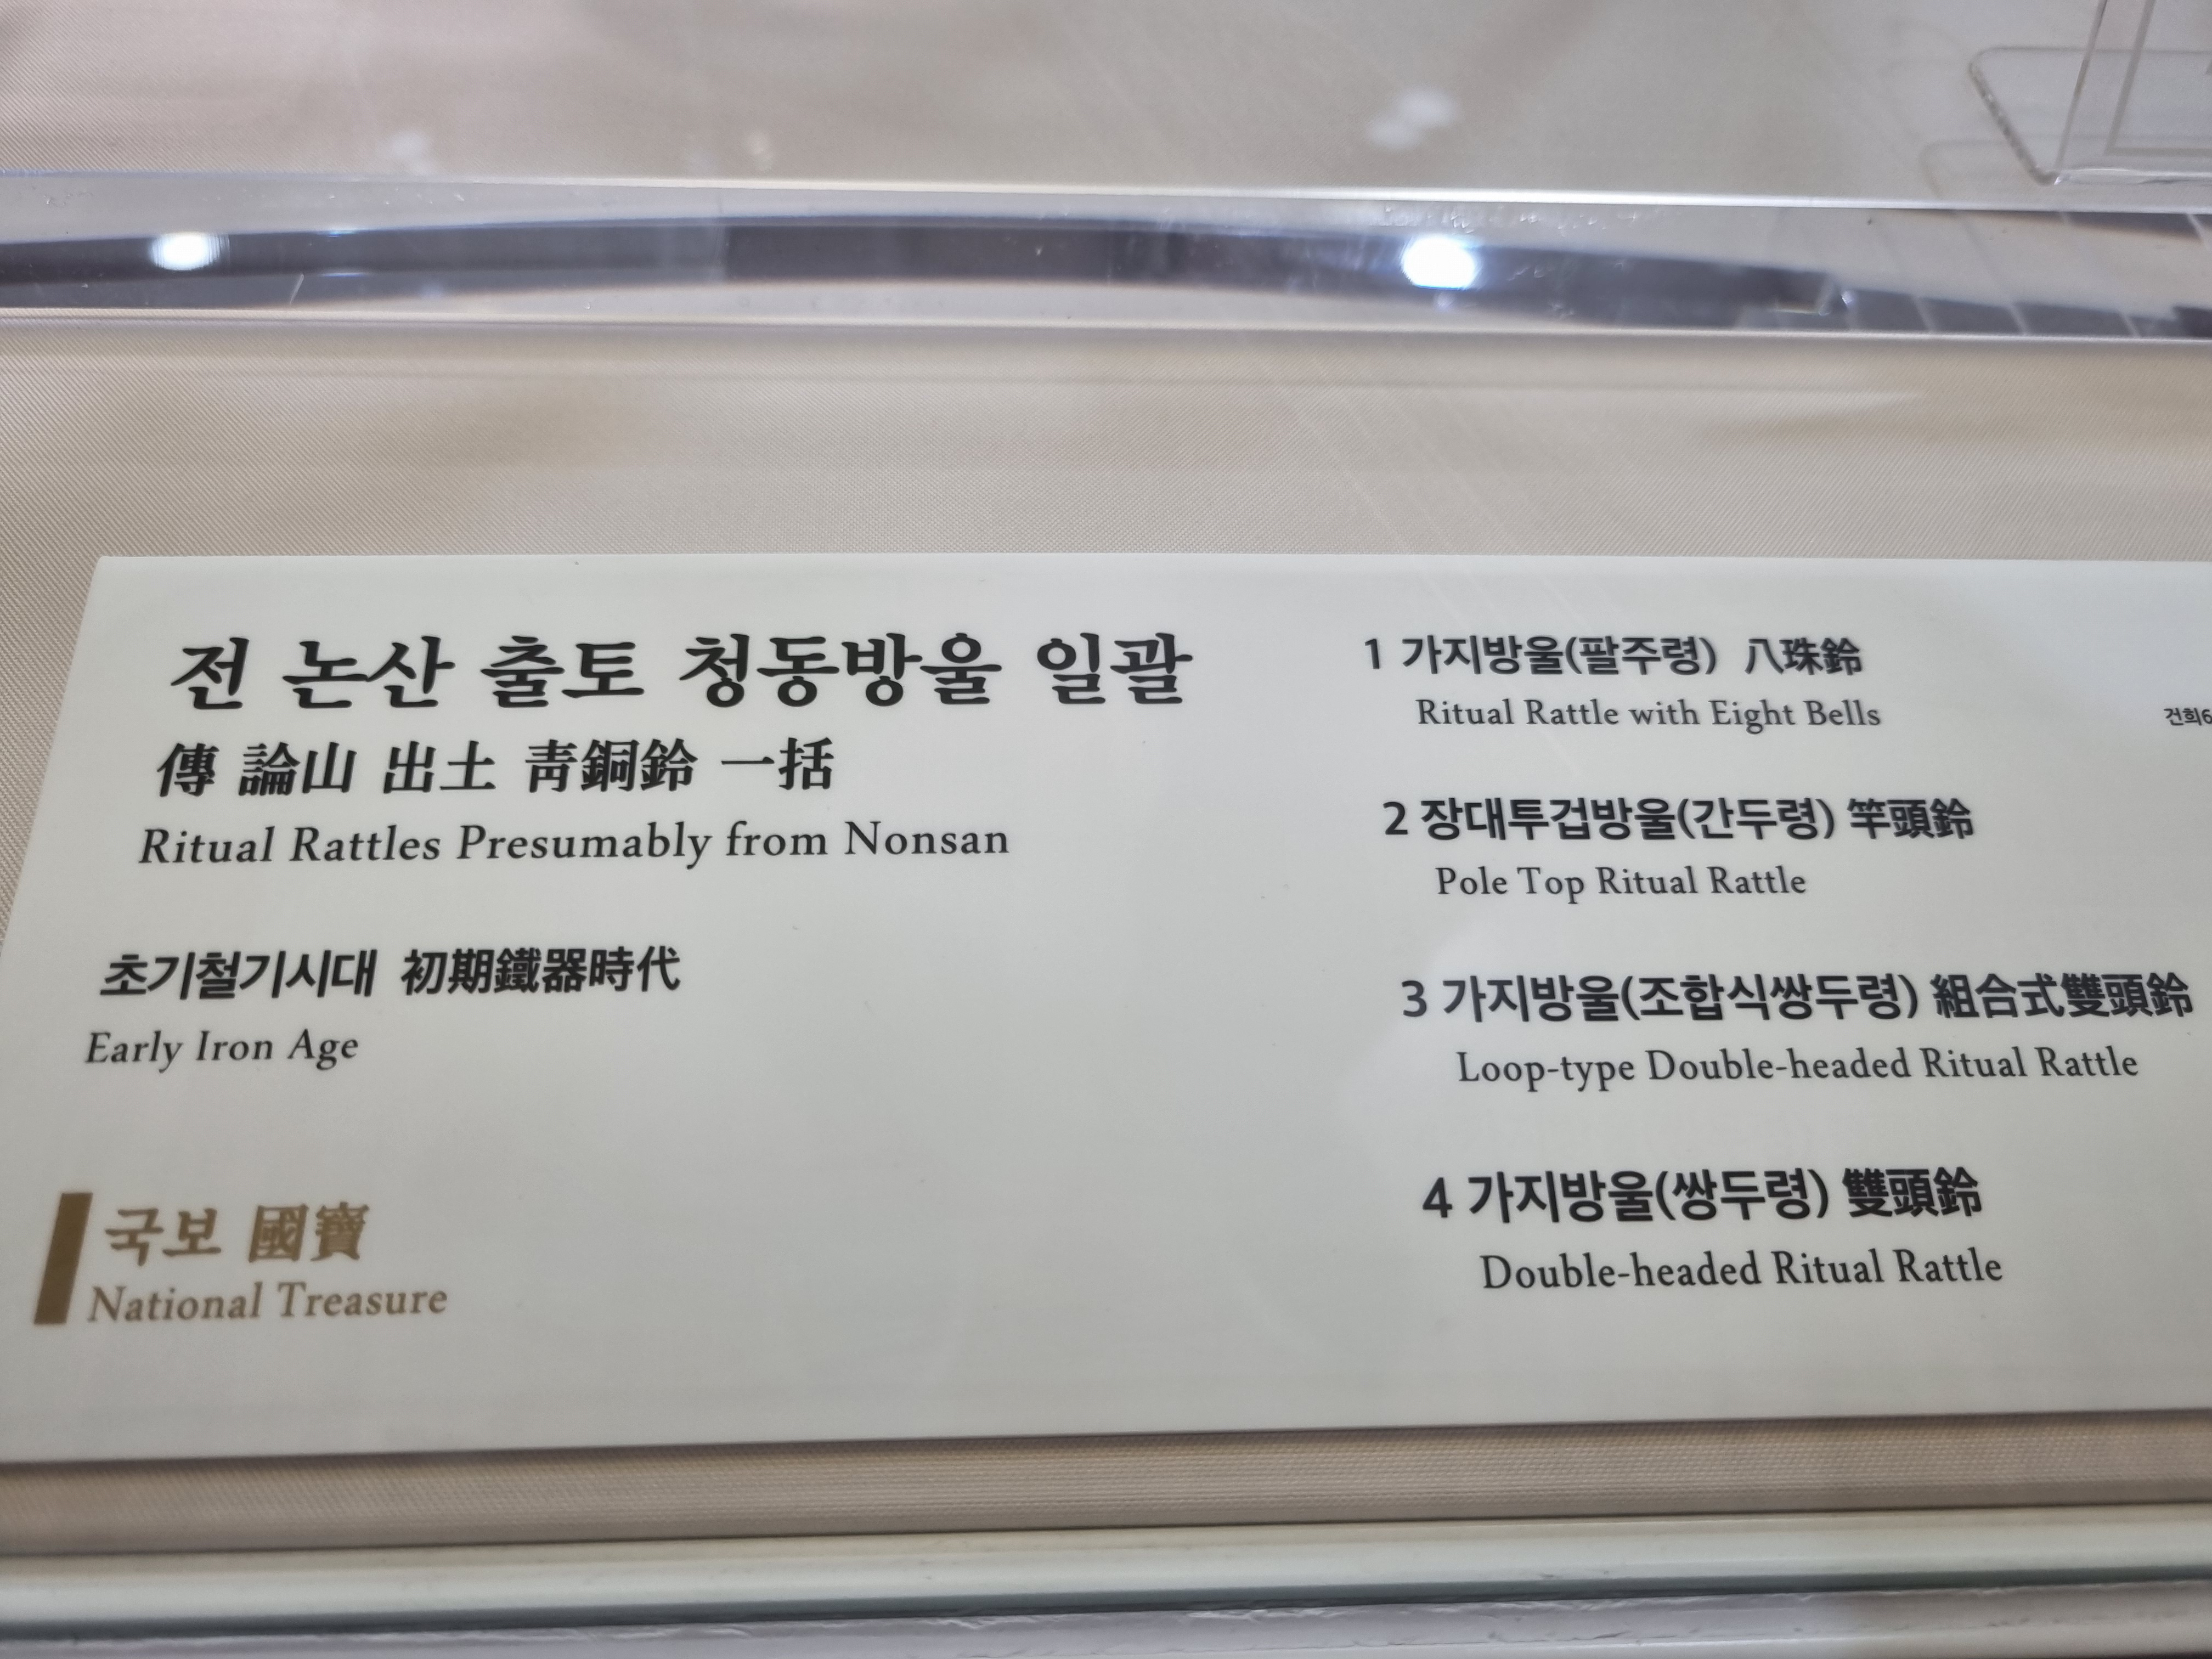 전 논산 출토 청동방울 일괄
傳 論山 出土 靑銅鈴 一括
Ritual Rattles Presumably from Nonsan
초기철기시대 初期鐵器時代
Early Iron Age
국보 國寶
National Treasure
1 가지방울(팔주령) 八珠鈴
Ritual Rattle with Eight Bells
건희6
2 장대투겁방울(간두령) 竿頭鈴
Pole Top Ritual Rattle
3 가지방울(조합식쌍두령) 組合式雙頭鈴
Loop-type Double-headed Ritual Rattle
4 가지방울(쌍두령) 雙頭鈴
Double-headed Ritual Rattle